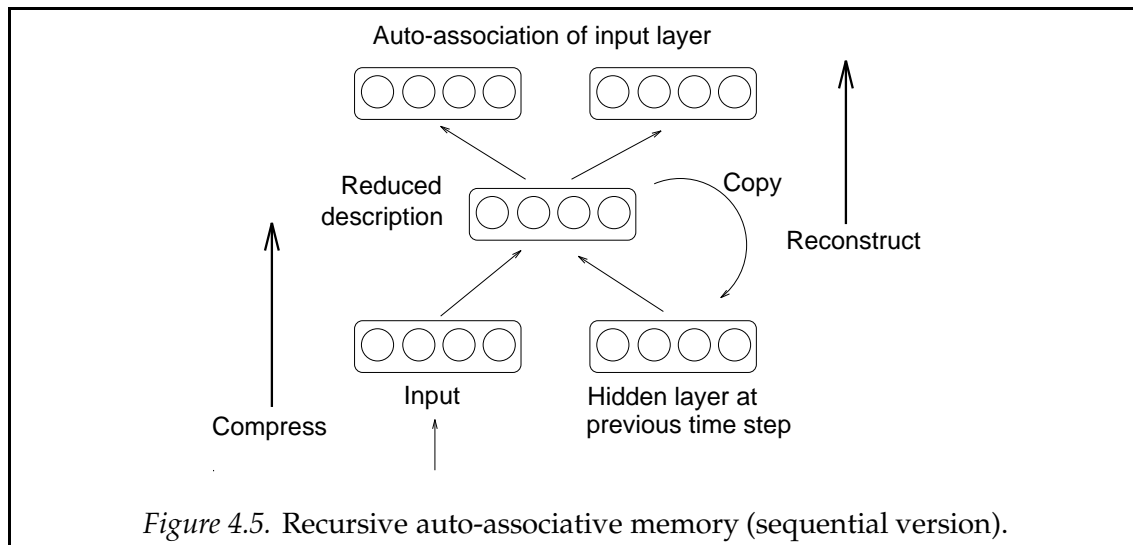 Auto-association of input layer
Reduced
description
Copy
Reconstruct
Input
Hidden layer at
previous time step
Compress
Figure 4.5. Recursive auto-associative memory (sequential version).